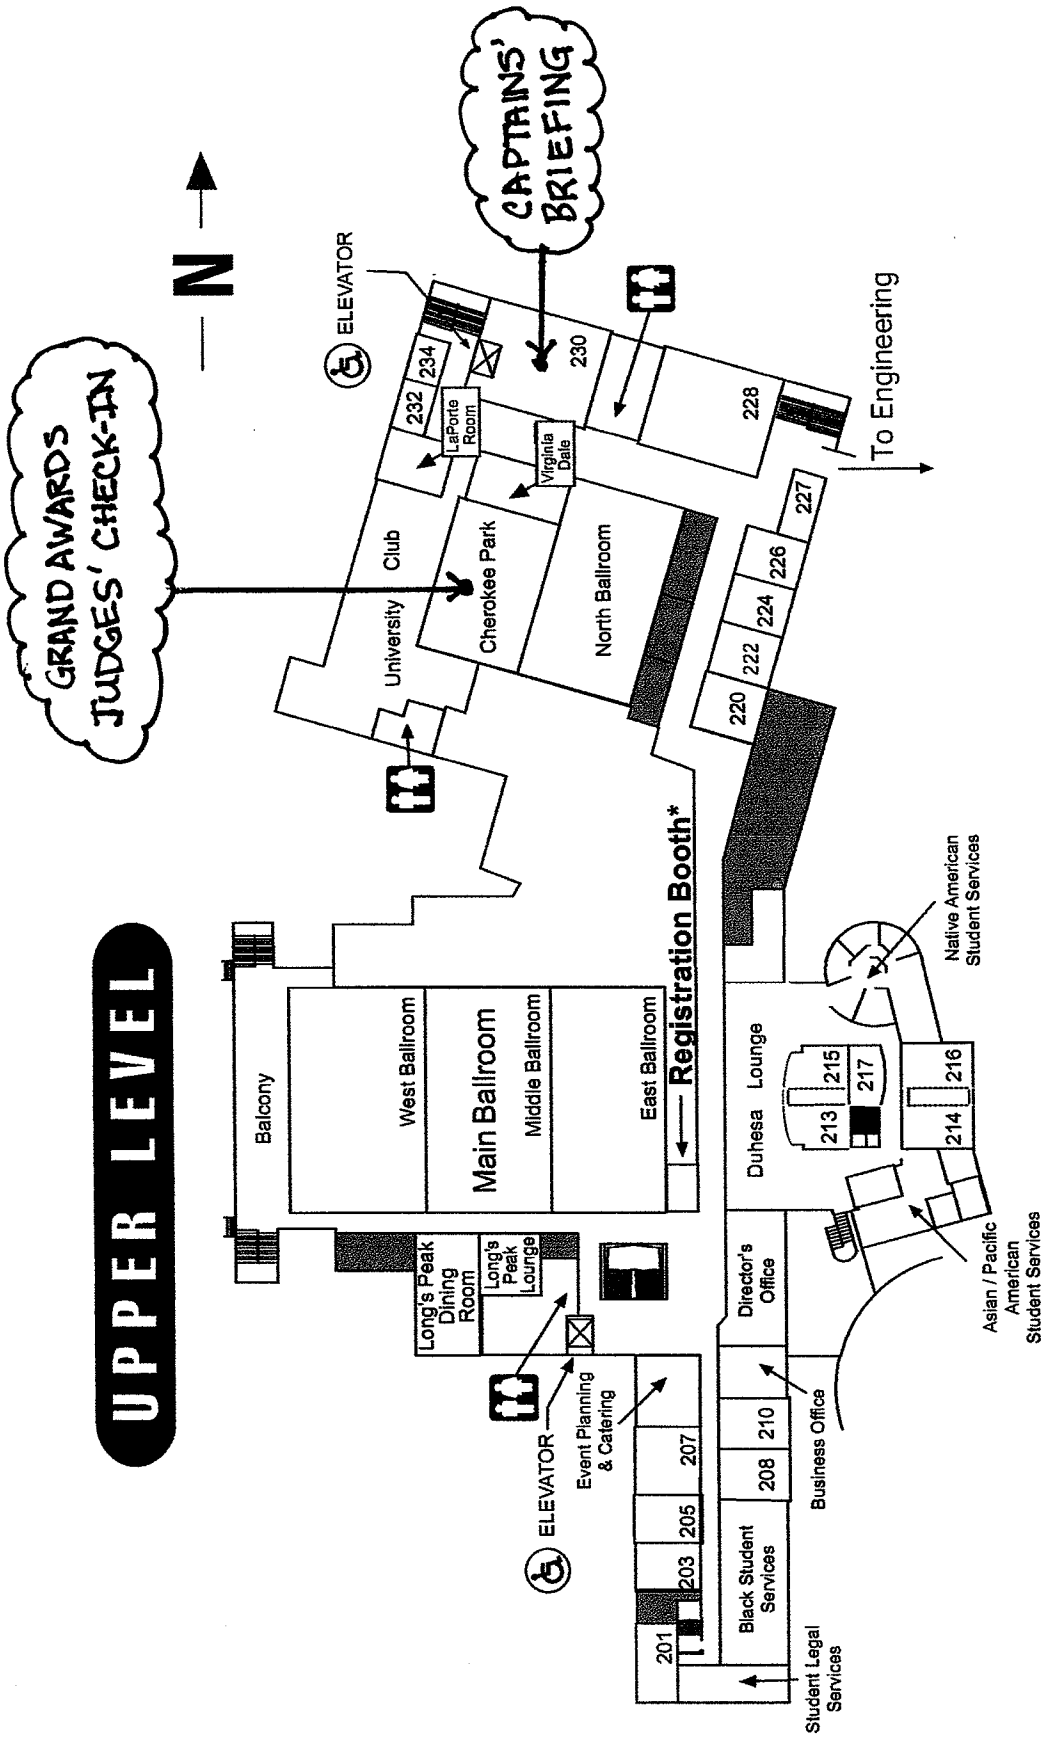 UPPER LEVEL
GRAND AWARDS
JUDGES' CHECK-IN
N
CAPTAINS'
BRIEFING
ELEVATOR
234
232
LaPorte
Room
230
Virginia
Dale
228
To Engineering
University Club
Cherokee Park
North Ballroom
227
226
224
222
220
Balcony
West Ballroom
Main Ballroom
Middle Ballroom
East Ballroom
Registration Booth*
Duhesa Lounge
215
217
213
216
214
Native American
Student Services
Asian / Pacific
American
Student Services
Long's Peak
Dining
Room
Long's
Peak
Lounge
ELEVATOR
Event Planning
& Catering
Director's
Office
Business Office
210
208
207
205
203
201
Black Student
Services
Student Legal
Services